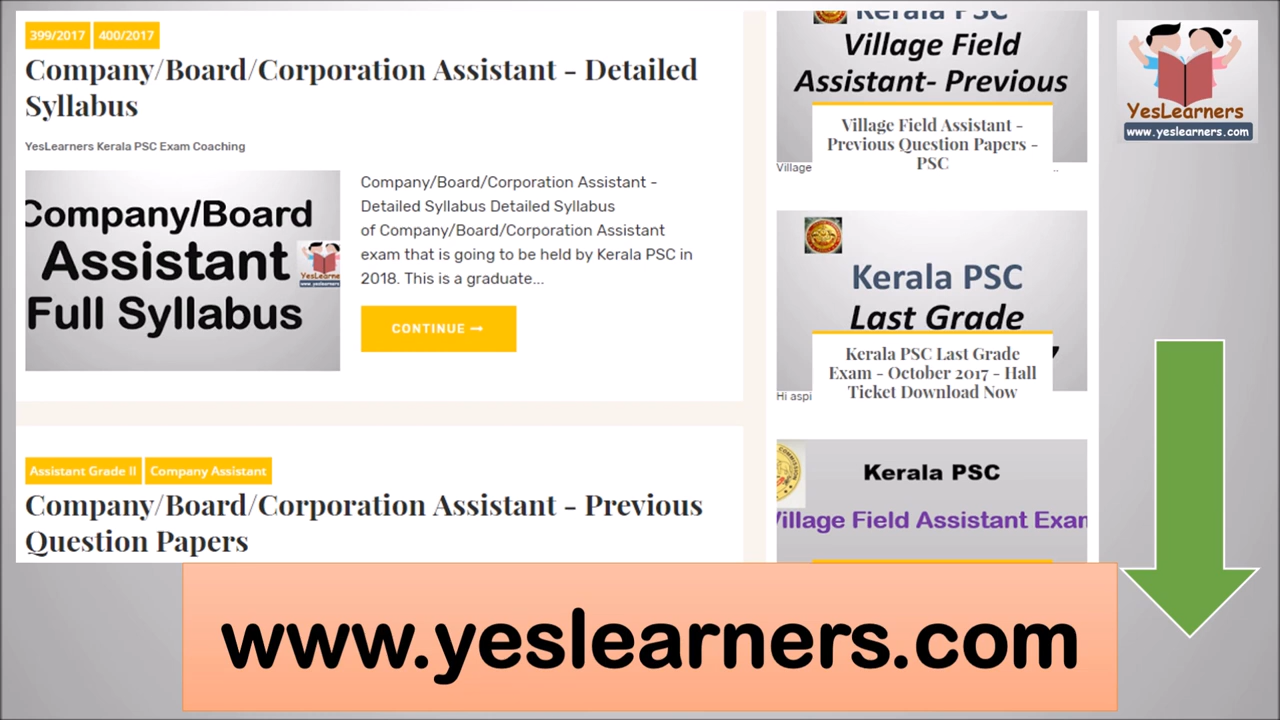 399/2017 400/2017
Company/Board/Corporation Assistant - Detailed
Syllabus
YesLearners Kerala PSC Exam Coaching
Company/Board
Assistant
Full Syllabus
YesLearne
Company/Board/Corporation Assistant -
Detailed Syllabus Detailed Syllabus
of Company/Board/Corporation Assistant
exam that is going to be held by Kerala PSC in
2018. This is a graduate...
CONTINUE
Assistant Grade II Company Assistant
Company/Board/Corporation Assistant - Previous
Question Papers
Kerala PSC
Village Field
Assistant- Previous
Village Field Assistant -
Previous Question Papers -
PSC
Village
Kerala PSC
Last Grade
Kerala PSC Last Grade
Exam - October 2017 - Hall
Ticket Download Now
Hi aspi
Kerala PSC
Village Field Assistant Exam
YesLearners
www.yeslearners.com
www.yeslearners.com